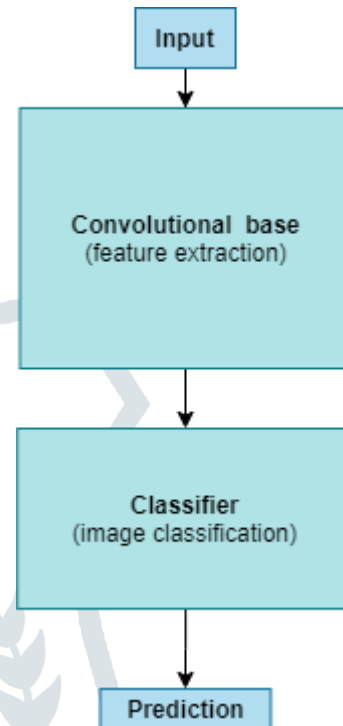 Input
Convolutional base
(feature extraction)
Classifier
(image classification)
Prediction